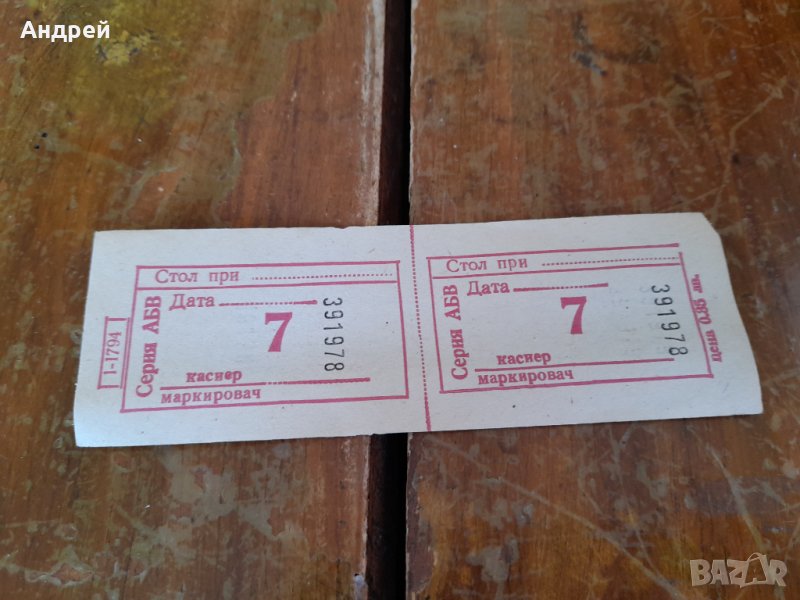 Андрей
1-1794
Серия АБВ
Стол при
Дата
7
391978
касиер
маркировач
Серия АБВ
Стол при
Дата
7
391978
касиер
маркировач
цена 0.35 лв.
BAZAR